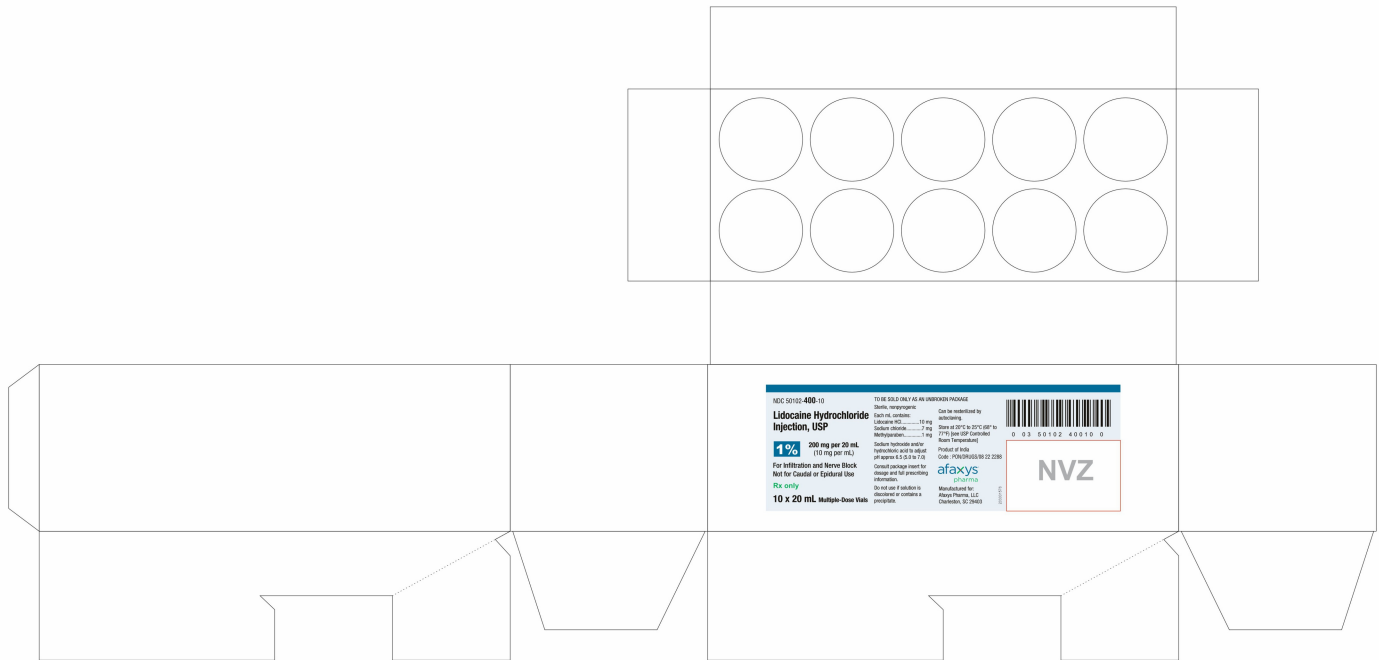 NDC 50102-400-10
Lidocaine Hydrochloride
Injection, USP
1%
200 mg per 20 mL
(10 mg per mL)
For Infiltration and Nerve Block
Not for Caudal or Epidural Use
Rx only
10 x 20 mL Multiple-Dose Vials
TO BE SOLD ONLY AS AN UNBROKEN PACKAGE
Sterile, nonpyrogenic
Each mL contains:
Lidocaine HCl............10 mg
Sodium chloride..........7 mg
Methylparaben............1 mg
Sodium hydroxide and/or
hydrochloric acid to adjust
pH approx 6.5 (5.0 to 7.0)
Consult package insert for
dosage and full prescribing
information.
Do not use if solution is
discolored or contains a
precipitate.
Can be resterilized by
autoclaving.
Store at 20°C to 25°C (68° to
77°F) [see USP Controlled
Room Temperature]
Product of India
Code : PON/DRUGS/08 22 2288
afaxys
pharma
Manufactured for:
Afaxys Pharma, LLC
Charleston, SC 29403
0 03 50102 40010 0
NVZ